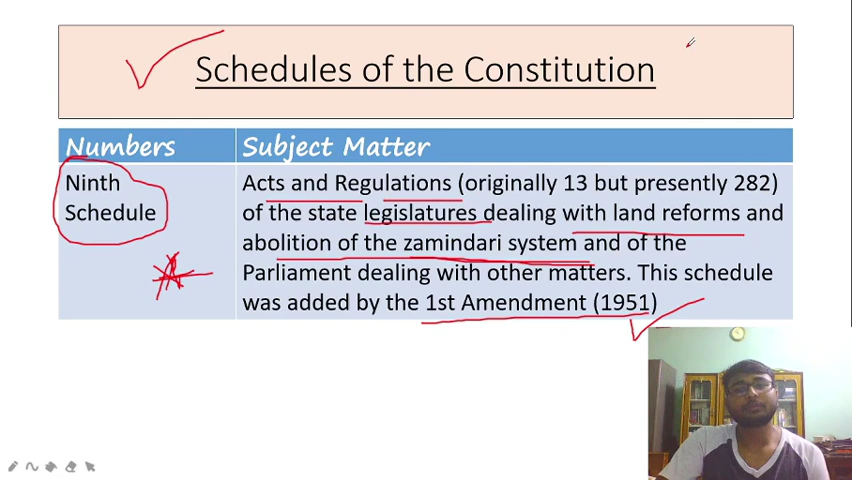 Schedules of the Constitution
Numbers
Subject Matter
Ninth
Schedule
Acts and Regulations (originally 13 but presently 282)
of the state legislatures dealing with land reforms and
abolition of the zamindari system and of the
Parliament dealing with other matters. This schedule
was added by the 1st Amendment (1951)